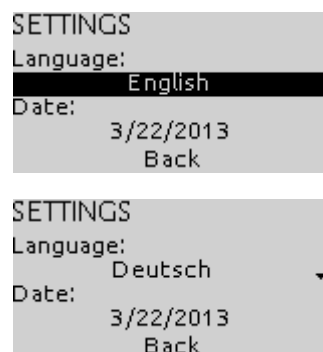 SETTINGS
Language:
English
Date:
3/22/2013
Back
SETTINGS
Language:
Deutsch
Date:
3/22/2013
Back